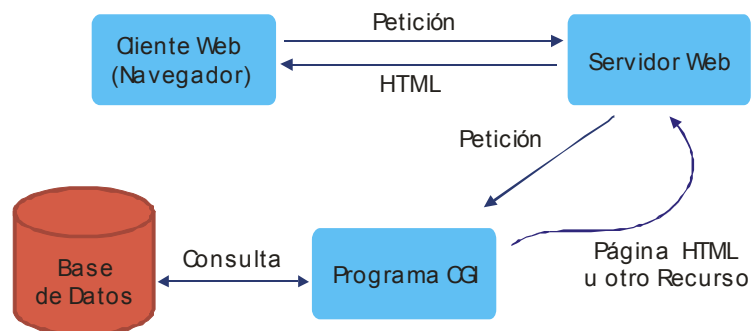 Petición
Cliente Web
(Navegador)
Servidor Web
HTML
Petición
Consulta
Base
de Datos
Programa CGI
Página HTML
u otro Recurso